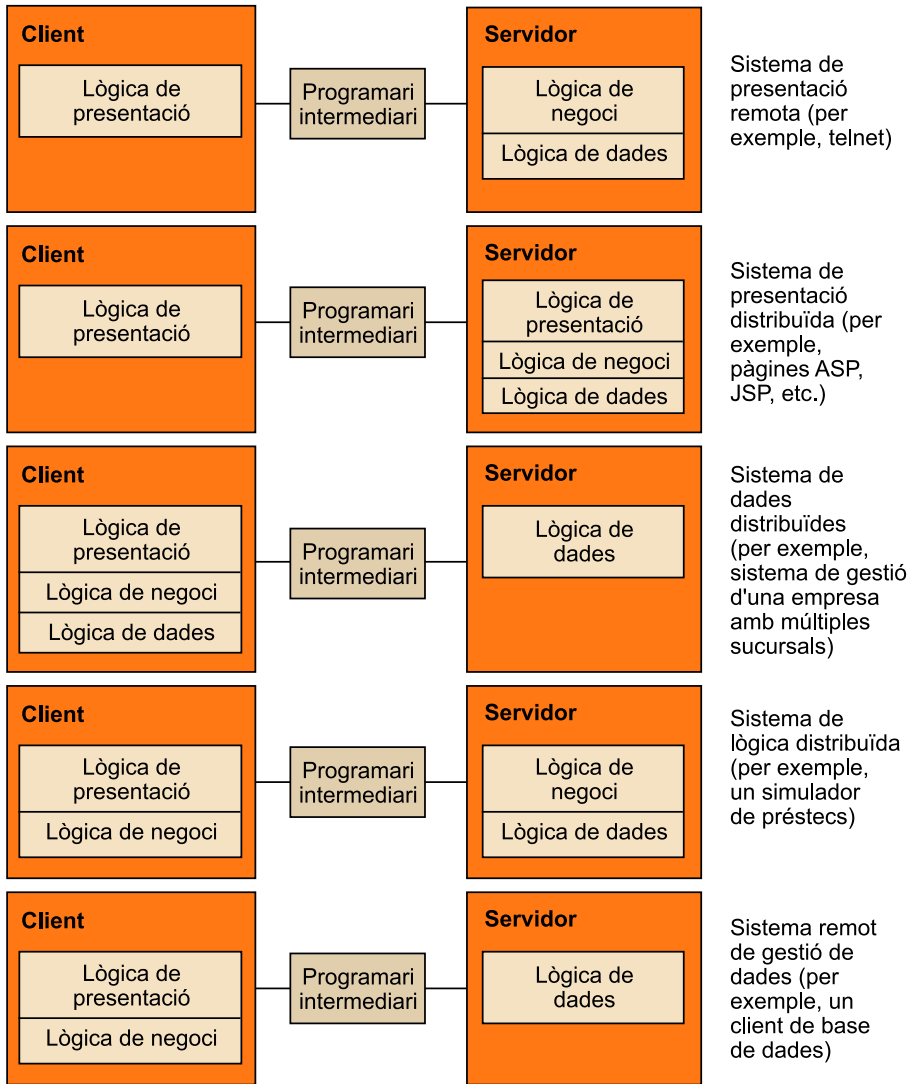 Client
Lògica de
presentació
Programari
intermediari
Servidor
Lògica de
negoci
Lògica de dades
Sistema de
presentació
remota (per
exemple, telnet)
Client
Lògica de
presentació
Programari
intermediari
Servidor
Lògica de
presentació
Lògica de negoci
Lògica de dades
Sistema de
presentació
distribuïda (per
exemple,
pàgines ASP,
JSP, etc.)
Client
Lògica de
presentació
Lògica de negoci
Lògica de dades
Programari
intermediari
Servidor
Lògica de
dades
Sistema de
dades
distribuïdes
(per exemple,
sistema de gestió
d'una empresa
amb múltiples
sucursals)
Client
Lògica de
presentació
Lògica de negoci
Programari
intermediari
Servidor
Lògica de
negoci
Lògica de dades
Sistema de
lògica distribuïda
(per exemple,
un simulador
de préstecs)
Client
Lògica de
presentació
Lògica de negoci
Programari
intermediari
Servidor
Lògica de
dades
Sistema remot
de gestió de
dades (per
exemple, un
client de base
de dades)